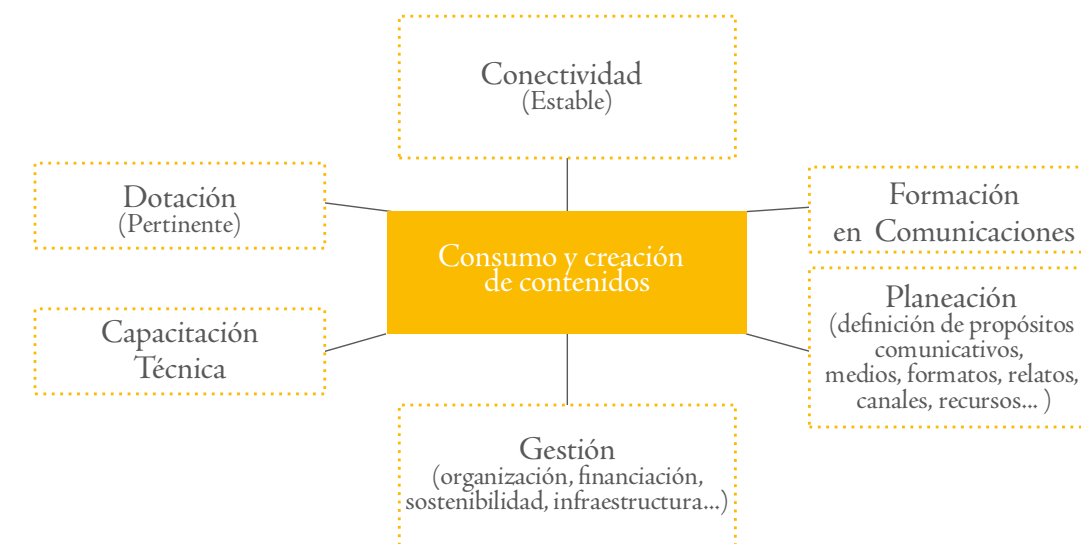 Conectividad
(Estable)
Dotación
(Pertinente)
Formación
en Comunicaciones
Consumo y creación
de contenidos
Capacitación
Técnica
Planeación
(definición de propósitos
comunicativos,
medios, formatos, relatos,
canales, recursos... )
Gestión
(organización, financiación,
sostenibilidad, infraestructura...)